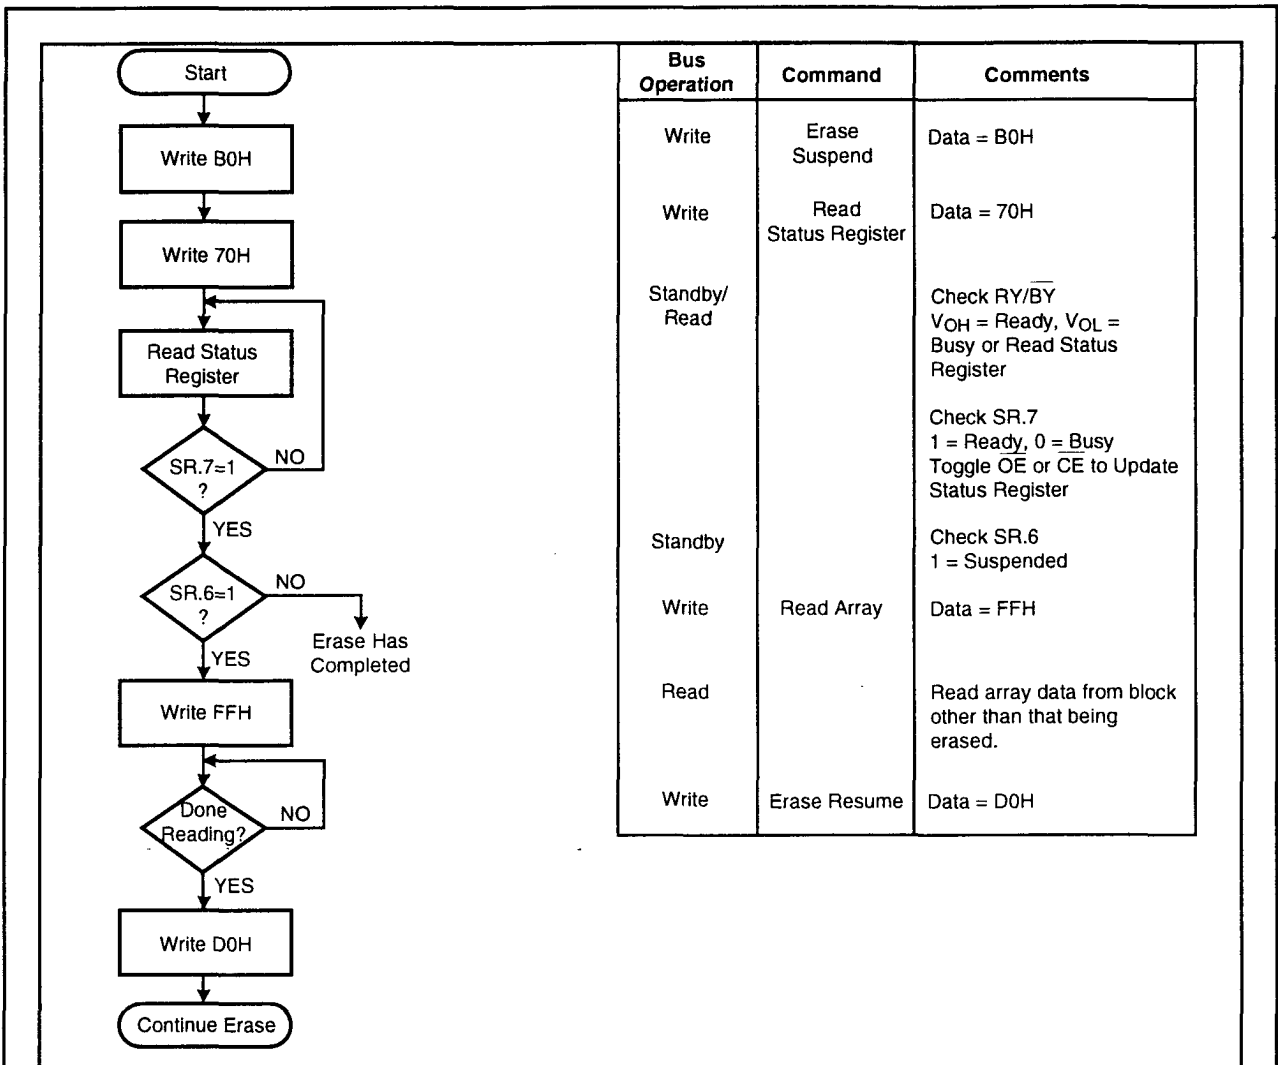 Start
Write B0H
Write 70H
Read Status
Register
SR.7=1
?
NO
YES
SR.6=1
?
NO
Erase Has
Completed
YES
Write FFH
Done
Reading?
NO
YES
Write D0H
Continue Erase
Bus
Operation
Command
Comments
Write
Erase
Suspend
Data = B0H
Write
Read
Status Register
Data = 70H
Standby/
Read
Check RY/B̅Y̅
VOH = Ready, VOL =
Busy or Read Status
Register
Check SR.7
1 = Ready, 0 = Busy
Toggle O̅E̅ or C̅E̅ to Update
Status Register
Standby
Check SR.6
1 = Suspended
Write
Read Array
Data = FFH
Read
Read array data from block
other than that being
erased.
Write
Erase Resume
Data = D0H